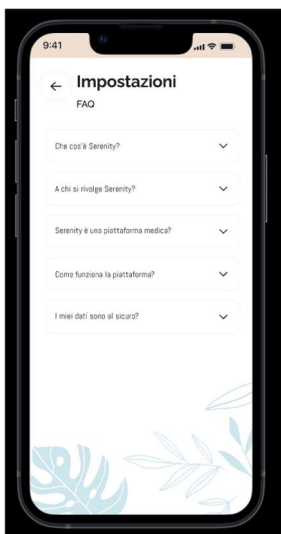 9:41
Impostazioni
FAQ
Che cos'è Serenity?
A chi si rivolge Serenity?
Serenity è una piattaforma medica?
Come funziona la piattaforma?
I miei dati sono al sicuro?